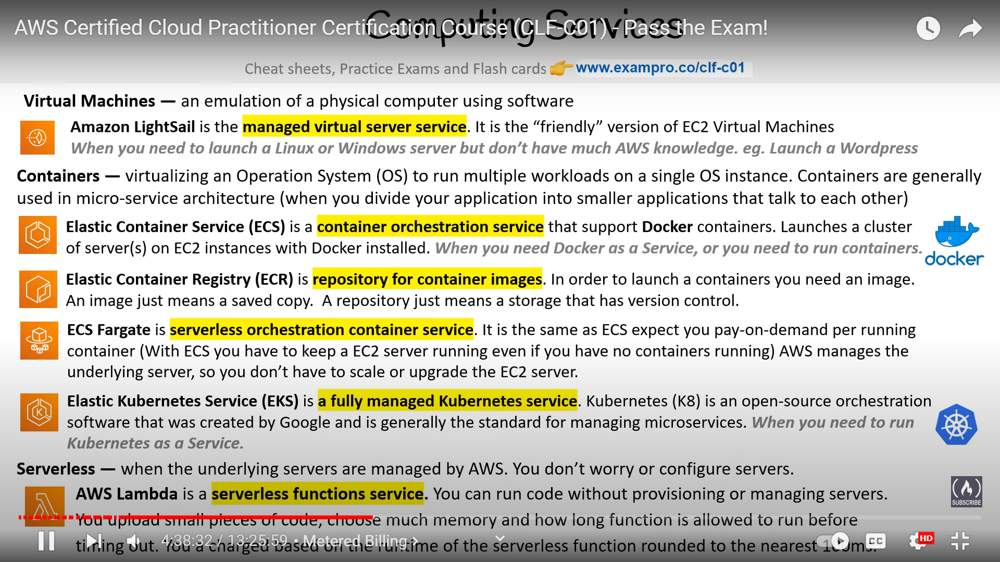 Computing Services
AWS Certified Cloud Practitioner Certification Course (CLF-C01) - Pass the Exam!
Cheat sheets, Practice Exams and Flash cards 👉 www.exampro.co/clf-c01
Virtual Machines — an emulation of a physical computer using software
Amazon LightSail is the managed virtual server service. It is the “friendly” version of EC2 Virtual Machines
When you need to launch a Linux or Windows server but don’t have much AWS knowledge. eg. Launch a Wordpress
Containers — virtualizing an Operation System (OS) to run multiple workloads on a single OS instance. Containers are generally
used in micro-service architecture (when you divide your application into smaller applications that talk to each other)
Elastic Container Service (ECS) is a container orchestration service that support Docker containers. Launches a cluster
of server(s) on EC2 instances with Docker installed. When you need Docker as a Service, or you need to run containers.
docker
Elastic Container Registry (ECR) is repository for container images. In order to launch a containers you need an image.
An image just means a saved copy. A repository just means a storage that has version control.
ECS Fargate is serverless orchestration container service. It is the same as ECS expect you pay-on-demand per running
container (With ECS you have to keep a EC2 server running even if you have no containers running) AWS manages the
underlying server, so you don’t have to scale or upgrade the EC2 server.
Elastic Kubernetes Service (EKS) is a fully managed Kubernetes service. Kubernetes (K8) is an open-source orchestration
software that was created by Google and is generally the standard for managing microservices. When you need to run
Kubernetes as a Service.
Serverless — when the underlying servers are managed by AWS. You don’t worry or configure servers.
AWS Lambda is a serverless functions service. You can run code without provisioning or managing servers.
SUBSCRIBE
You upload small pieces of code, choose much memory and how long function is allowed to run before
4:38:32 / 13:25:59 • Metered Billing >
CC
HD
timing out. You a charged based on the runtime of the serverless function rounded to the nearest 100ms.